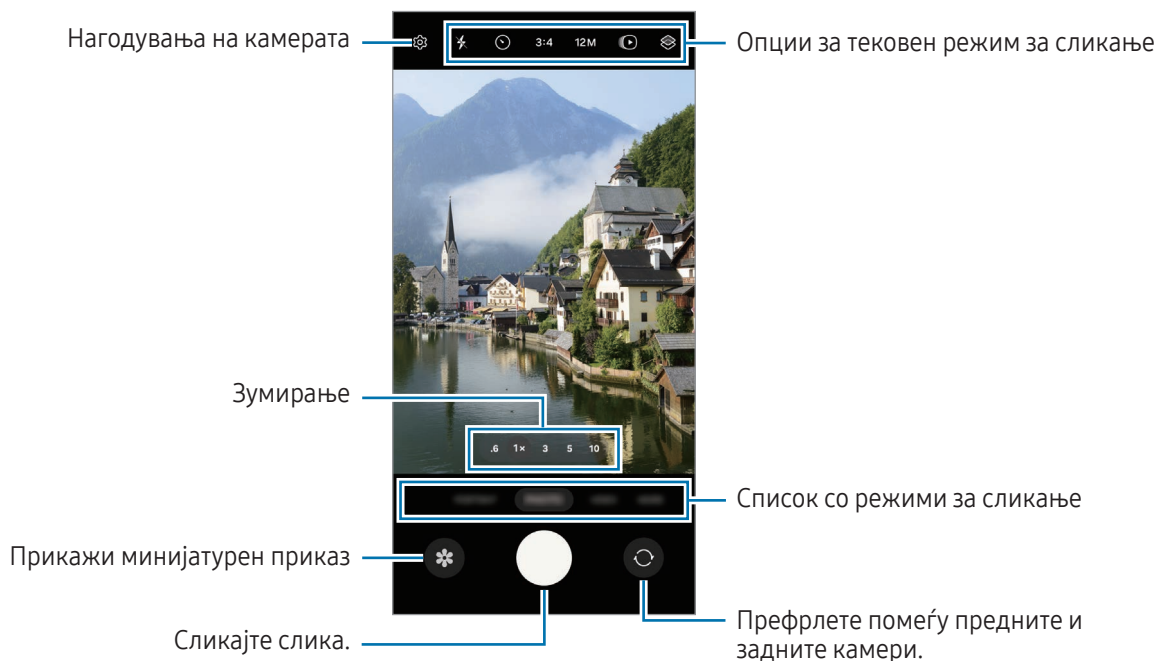 Нагодувања на камерата
3:4
12M
Опции за тековен режим за сликање
Зумирање
.6 1× 3 5 10
Список со режими за сликање
Прикажи минијатурен приказ
Сликајте слика.
Префрлете помеѓу предните и
задните камери.